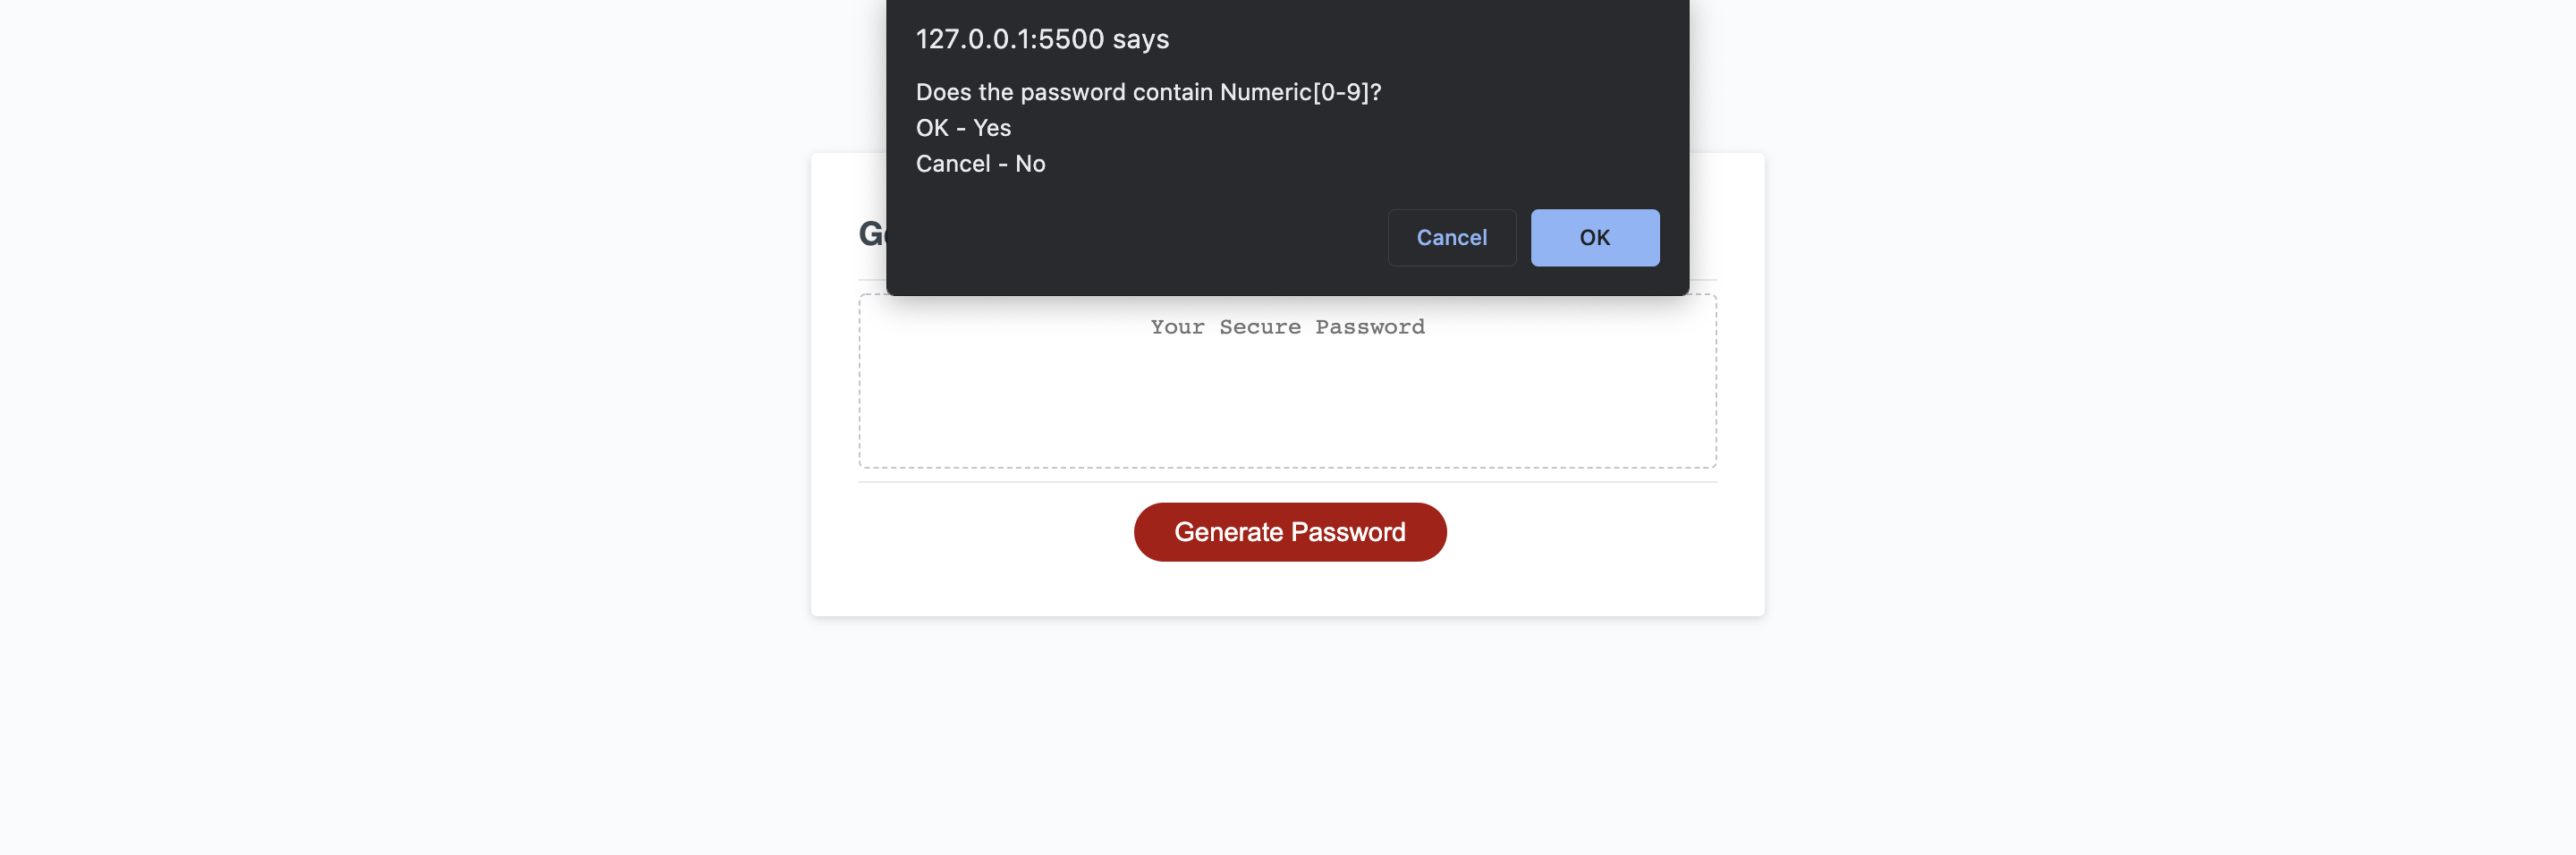 127.0.0.1:5500 says
Does the password contain Numeric[0-9]?
OK - Yes
Cancel - No
Cancel
OK
Your Secure Password
Generate Password